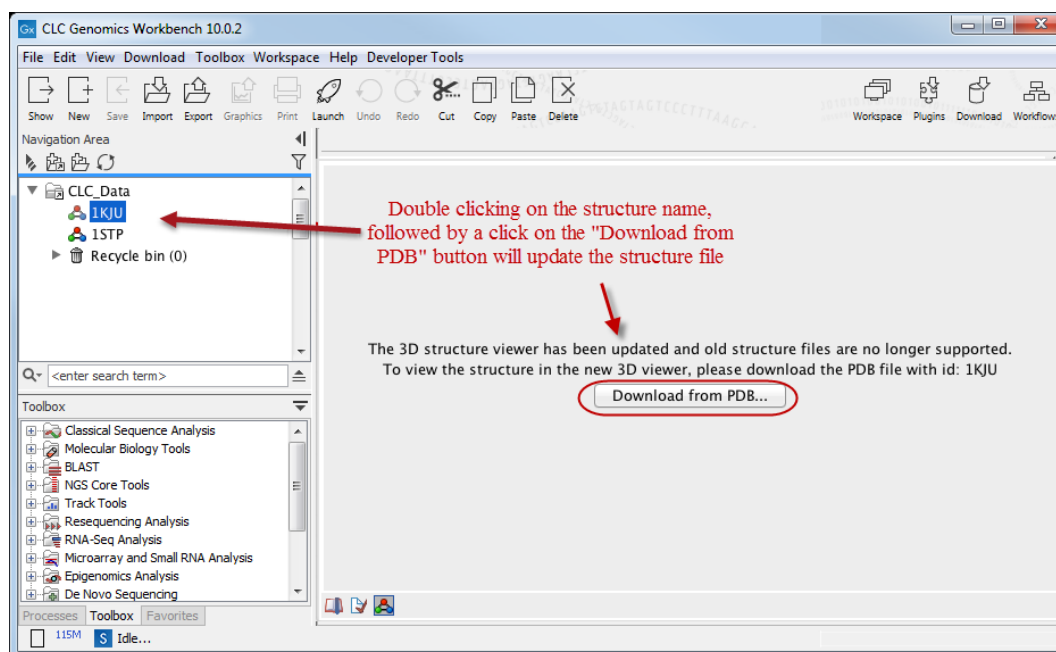 CLC Genomics Workbench 10.0.2
File Edit View Download Toolbox Workspace Help Developer Tools
Show New Save Import Export Graphics Print Launch Undo Redo Cut Copy Paste Delete Workspace Plugins Download Workflows
Navigation Area
CLC_Data
1KJU
1STP
Recycle bin (0)
Double clicking on the structure name,
followed by a click on the "Download from
PDB" button will update the structure file
The 3D structure viewer has been updated and old structure files are no longer supported.
To view the structure in the new 3D viewer, please download the PDB file with id: 1KJU
Download from PDB...
<enter search term>
Toolbox
Classical Sequence Analysis
Molecular Biology Tools
BLAST
NGS Core Tools
Track Tools
Resequencing Analysis
RNA-Seq Analysis
Microarray and Small RNA Analysis
Epigenomics Analysis
De Novo Sequencing
Processes Toolbox Favorites
115M S Idle...